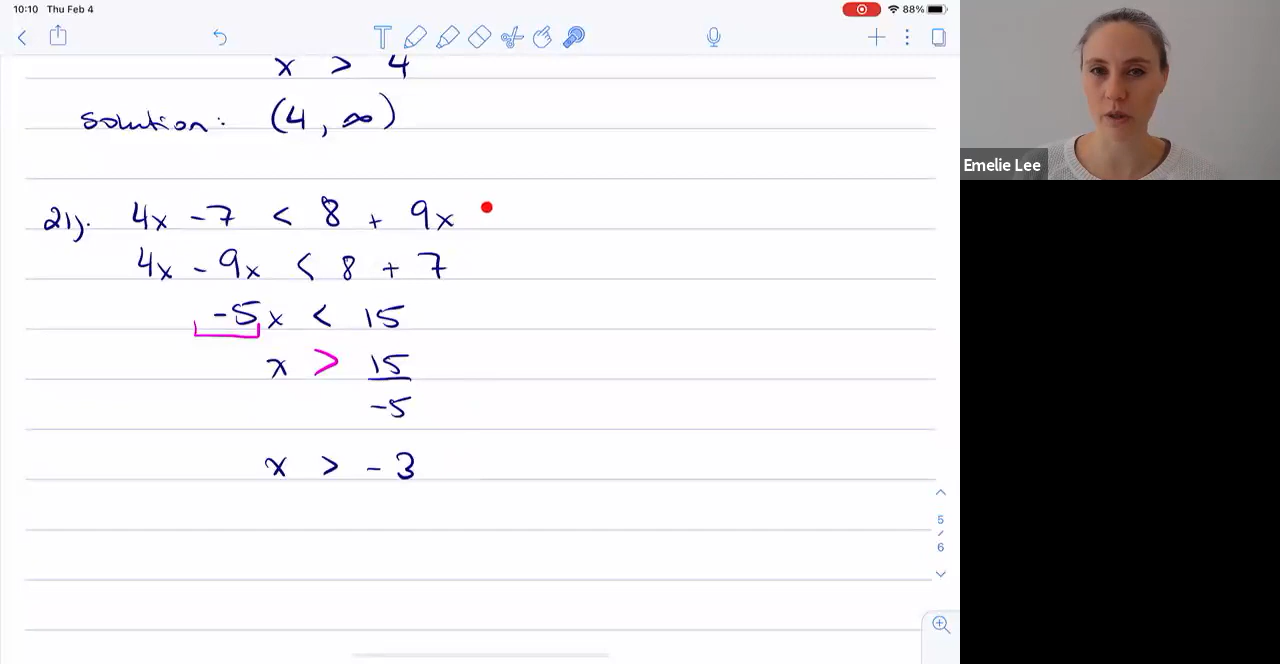 10:10 Thu Feb 4
88%
T
x > 4
solution: (4, ∞)
Emelie Lee
21). 4x - 7 < 8 + 9x
4x - 9x < 8 + 7
-5x < 15
x > 15
-5
x > -3
5
/
6